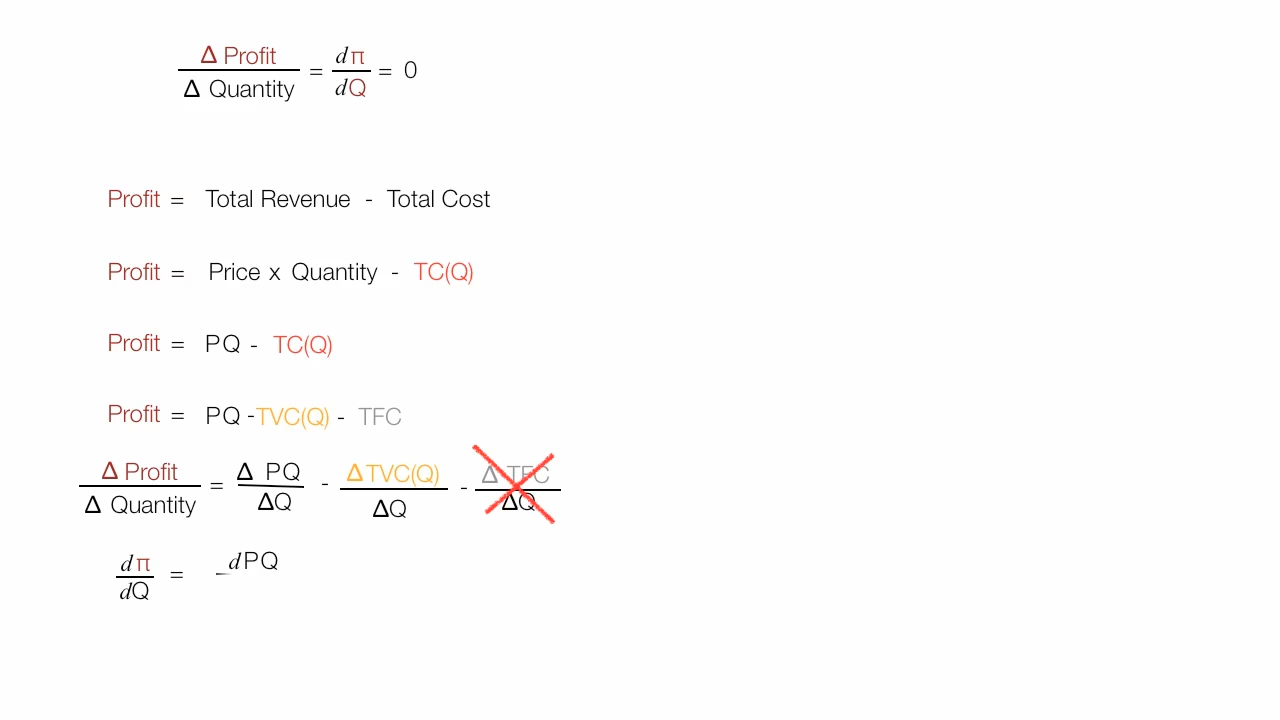 Δ Profit / Δ Quantity = dπ / dQ = 0
Profit = Total Revenue - Total Cost
Profit = Price x Quantity - TC(Q)
Profit = PQ - TC(Q)
Profit = PQ - TVC(Q) - TFC
Δ Profit / Δ Quantity = Δ PQ / ΔQ - ΔTVC(Q) / ΔQ - Δ TFC / ΔQ
dπ / dQ = dPQ